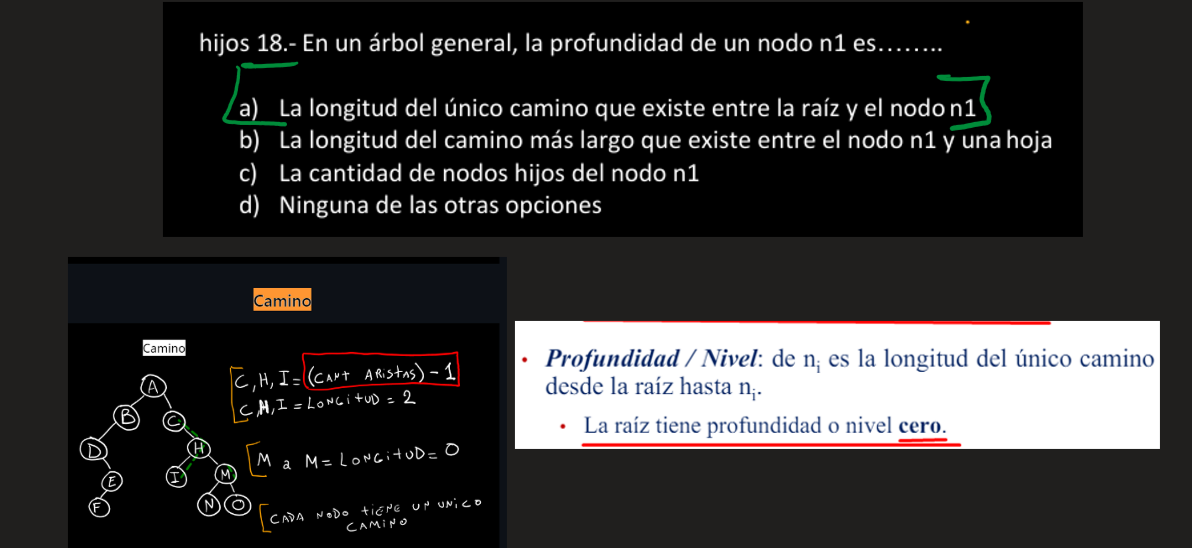 hijos 18.- En un árbol general, la profundidad de un nodo n1 es........
a) La longitud del único camino que existe entre la raíz y el nodo n1
b) La longitud del camino más largo que existe entre el nodo n1 y una hoja
c) La cantidad de nodos hijos del nodo n1
d) Ninguna de las otras opciones
Camino
Camino
A
B
C
D
H
E
I
M
F
N
O
C, H, I = (CANT ARISTAS) - 1
C, H, I = LONGITUD = 2
M a M = LONGITUD = 0
CADA NODO TIENE UN UNICO
CAMINO
• Profundidad / Nivel: de ni es la longitud del único camino
desde la raíz hasta ni.
• La raíz tiene profundidad o nivel cero.